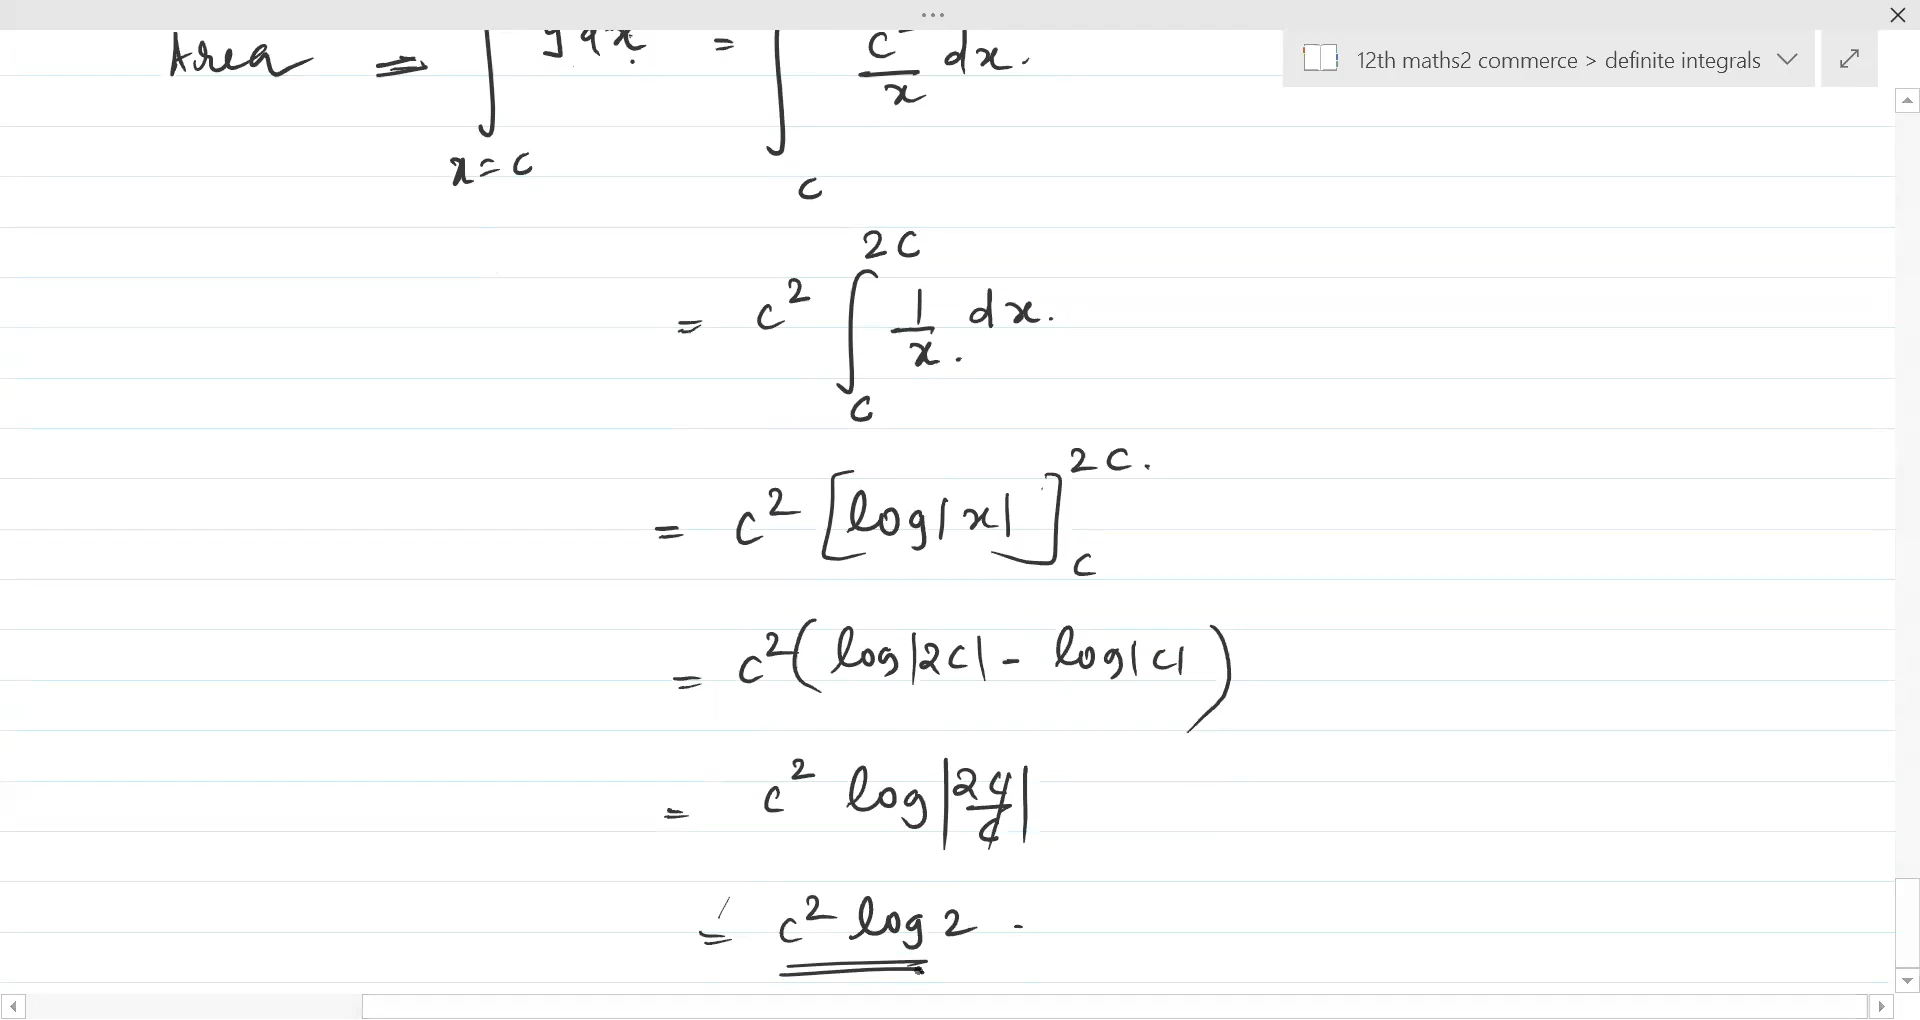 12th maths2 commerce > definite integrals
Area ⇒ ∫ y dx = ∫ c²/x dx.
x = c
c
2c
= c² ∫ 1/x. dx.
c
= c² [log|x|] 2c.
c
= c² ( log|2c| - log|c| )
= c² log |2c/c|
= c² log 2 .